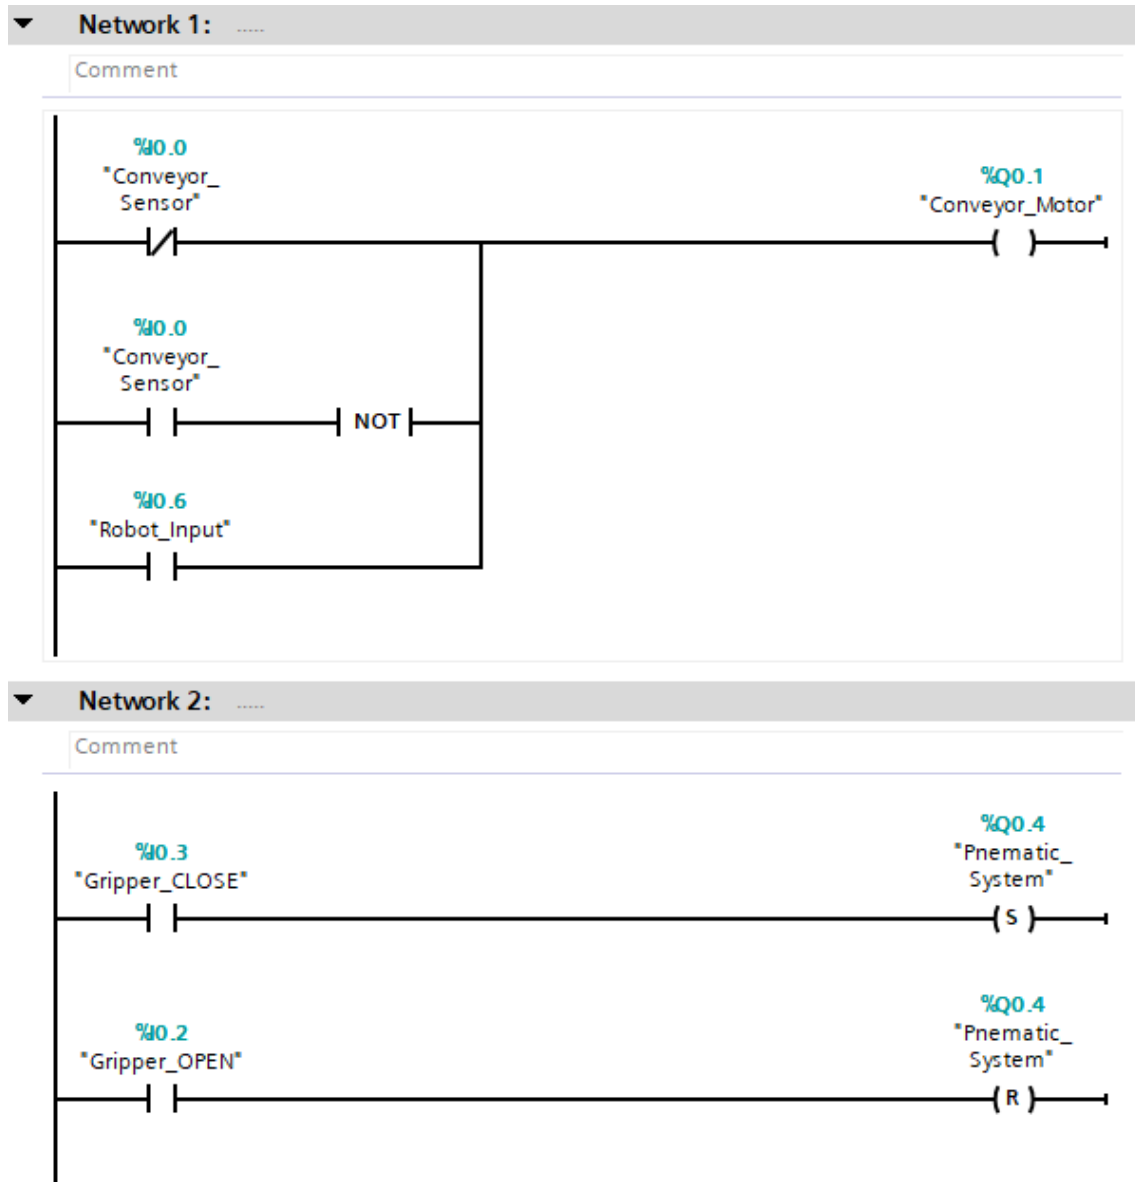 Network 1: .....
Comment
%I0.0
"Conveyor_
Sensor"
%Q0.1
"Conveyor_Motor"
%I0.0
"Conveyor_
Sensor"
NOT
%I0.6
"Robot_Input"
Network 2: .....
Comment
%I0.3
"Gripper_CLOSE"
%Q0.4
"Pnematic_
System"
S
%I0.2
"Gripper_OPEN"
%Q0.4
"Pnematic_
System"
R